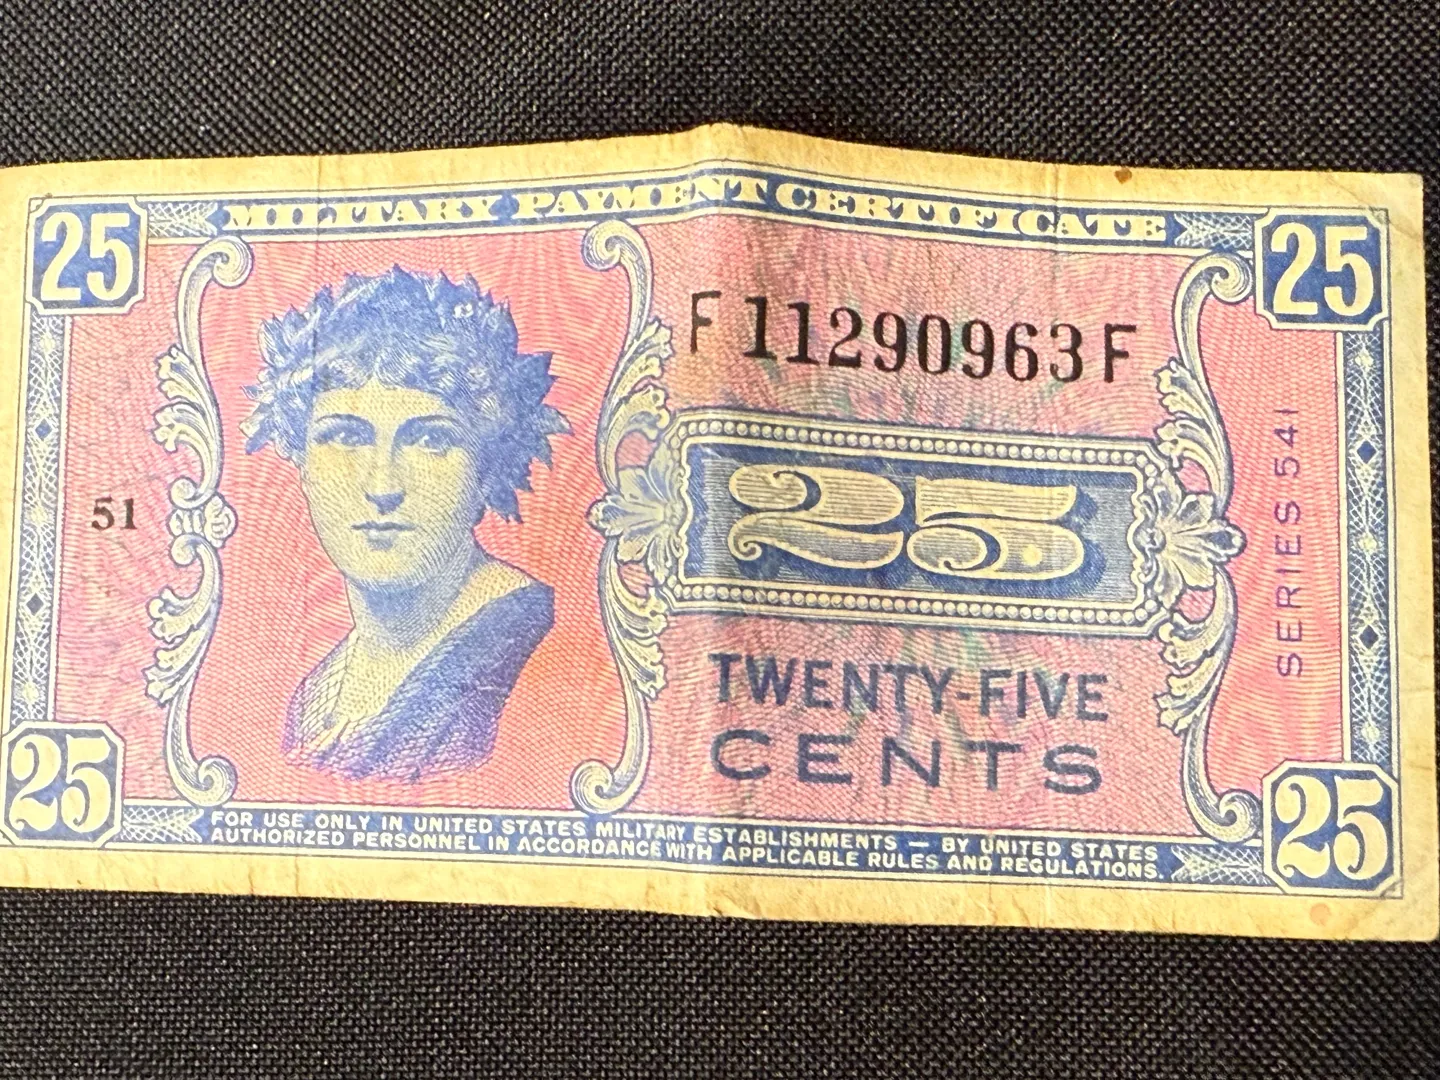 25 MILITARY PAYMENT CERTIFICATE 25
F11290963F
51
25
SERIES 541
TWENTY-FIVE
CENTS
25 25
FOR USE ONLY IN UNITED STATES MILITARY ESTABLISHMENTS — BY UNITED STATES
AUTHORIZED PERSONNEL IN ACCORDANCE WITH APPLICABLE RULES AND REGULATIONS.